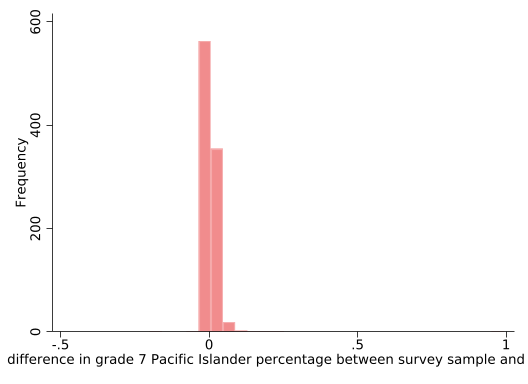 600
400
200
0
Frequency
-.5 0 .5 1
difference in grade 7 Pacific Islander percentage between survey sample and